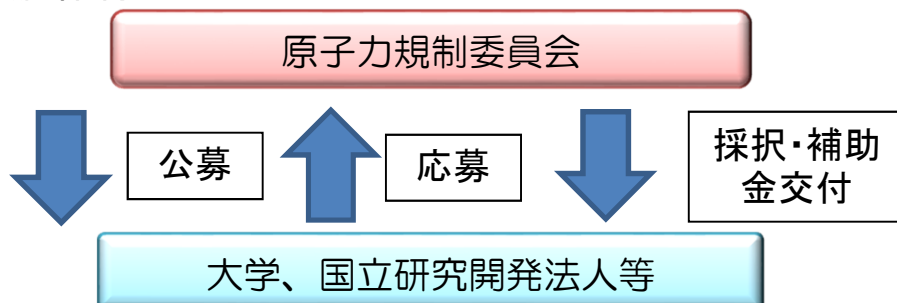 原子力規制委員会
公募
応募
採択・補助
金交付
大学、国立研究開発法人等